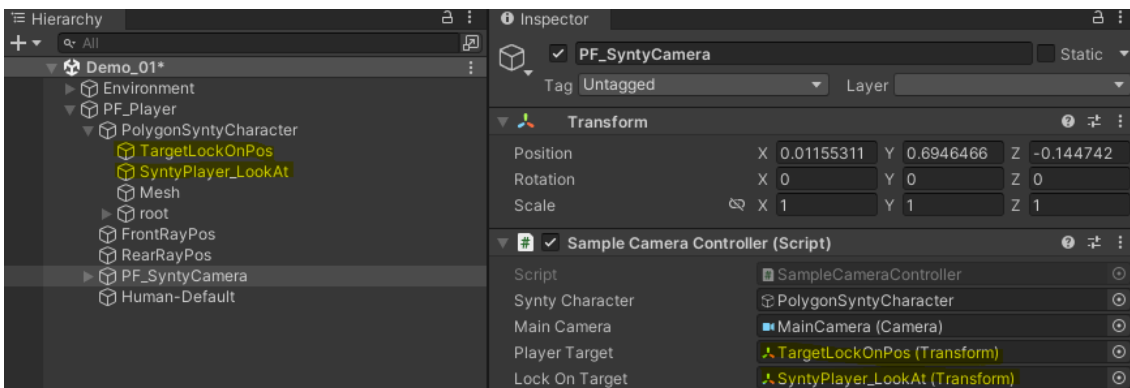 Hierarchy
All
Demo_01*
Environment
PF_Player
PolygonSyntyCharacter
TargetLockOnPos
SyntyPlayer_LookAt
Mesh
root
FrontRayPos
RearRayPos
PF_SyntyCamera
Human-Default
Inspector
PF_SyntyCamera
Static
Tag Untagged Layer
Transform
Position X 0.01155311 Y 0.6946466 Z -0.144742
Rotation X 0 Y 0 Z 0
Scale X 1 Y 1 Z 1
# Sample Camera Controller (Script)
Script # SampleCameraController
Synty Character PolygonSyntyCharacter
Main Camera MainCamera (Camera)
Player Target TargetLockOnPos (Transform)
Lock On Target SyntyPlayer_LookAt (Transform)